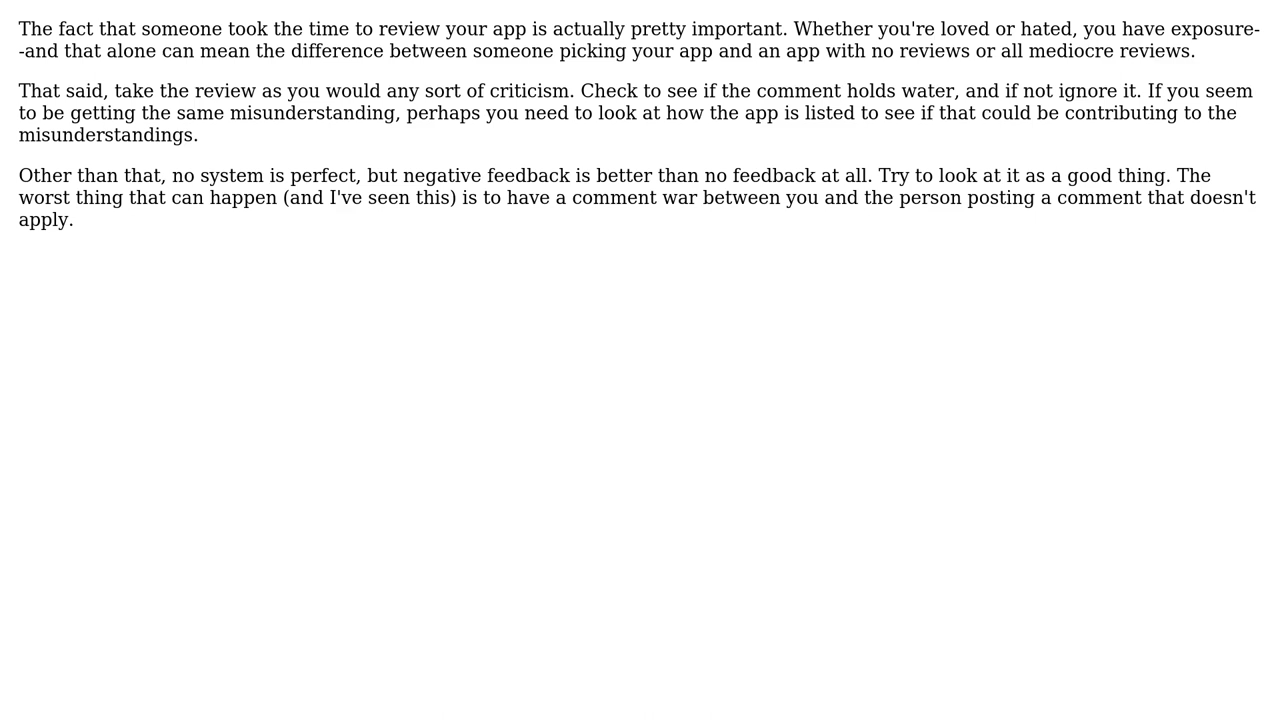 The fact that someone took the time to review your app is actually pretty important. Whether you're loved or hated, you have exposure-
-and that alone can mean the difference between someone picking your app and an app with no reviews or all mediocre reviews.
That said, take the review as you would any sort of criticism. Check to see if the comment holds water, and if not ignore it. If you seem
to be getting the same misunderstanding, perhaps you need to look at how the app is listed to see if that could be contributing to the
misunderstandings.
Other than that, no system is perfect, but negative feedback is better than no feedback at all. Try to look at it as a good thing. The
worst thing that can happen (and I've seen this) is to have a comment war between you and the person posting a comment that doesn't
apply.